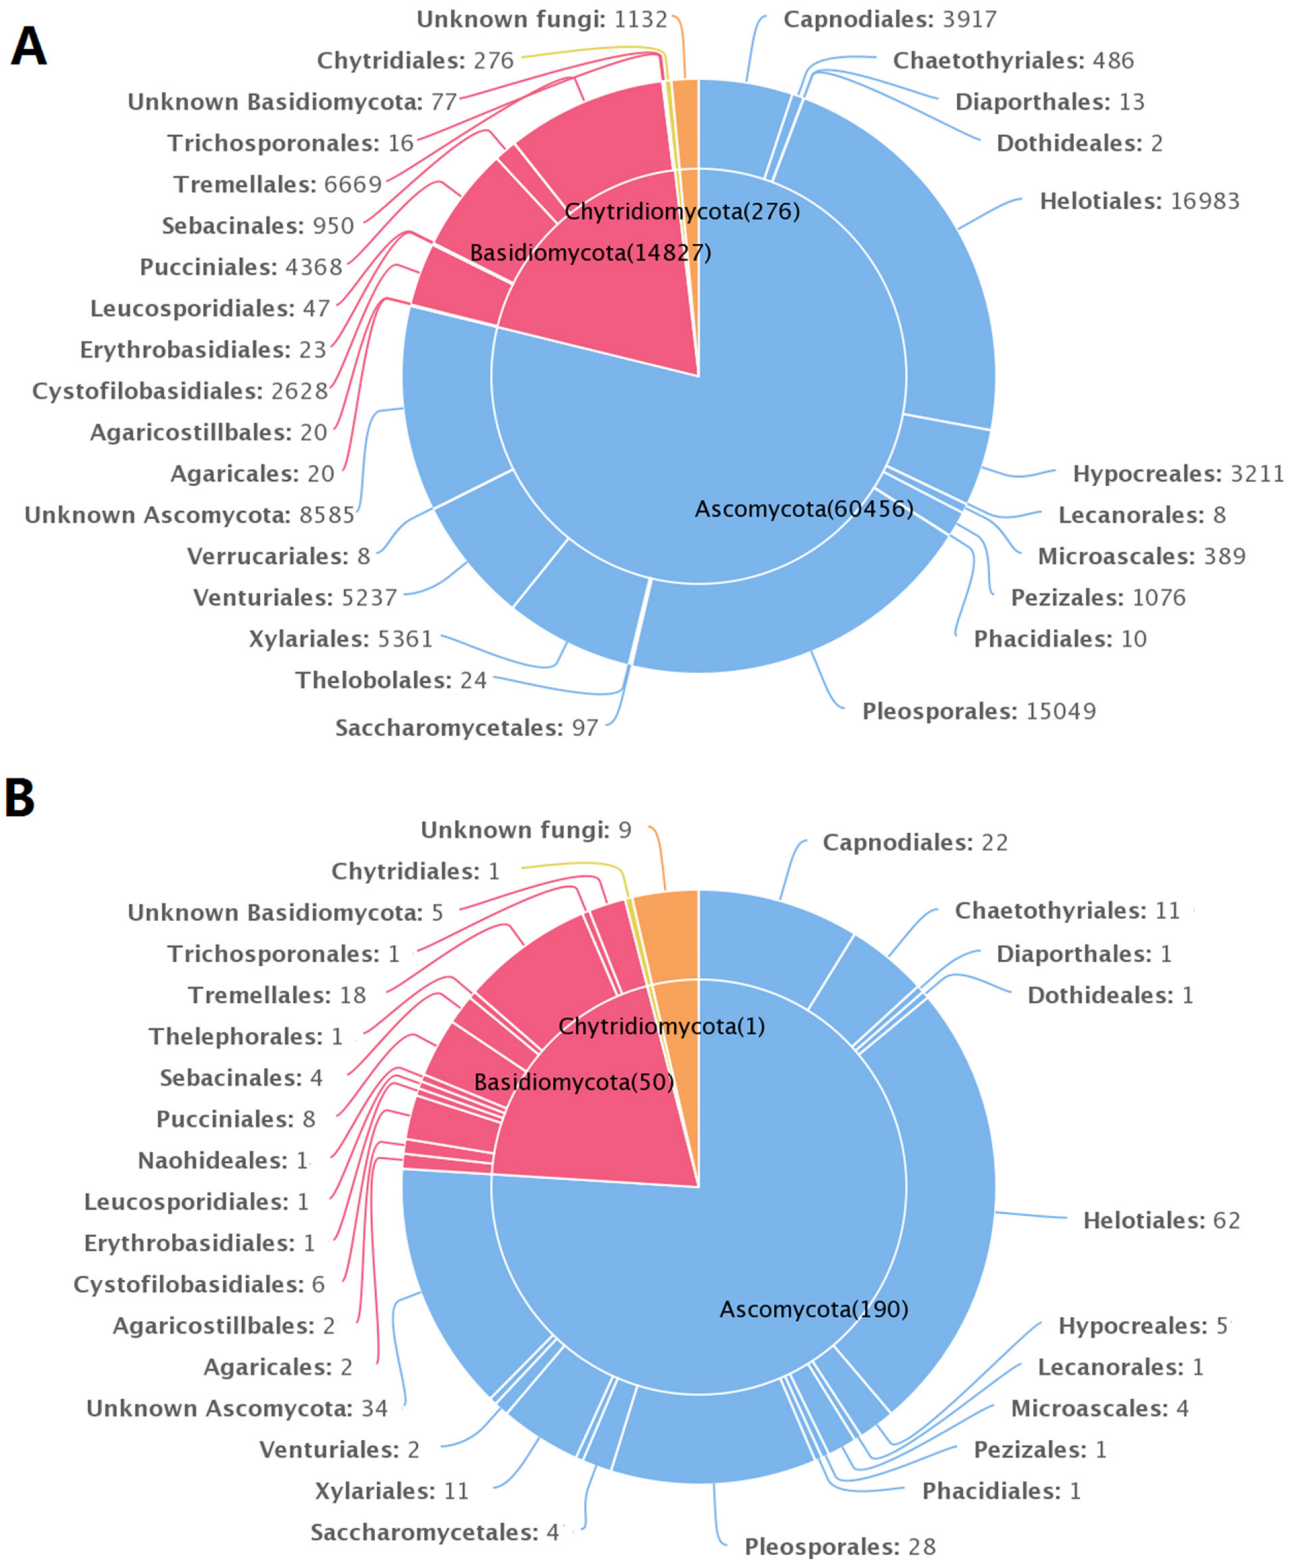 A
Unknown fungi: 1132
Capnodiales: 3917
Chytridiales: 276
Chaetothyriales: 486
Unknown Basidiomycota: 77
Diaporthales: 13
Trichosporonales: 16
Dothideales: 2
Tremellales: 6669
Helotiales: 16983
Chytridiomycota(276)
Sebacinales: 950
Basidiomycota(14827)
Pucciniales: 4368
Leucosporidiales: 47
Erythrobasidiales: 23
Cystofilobasidiales: 2628
Agaricostillbales: 20
Agaricales: 20
Hypocreales: 3211
Ascomycota(60456)
Unknown Ascomycota: 8585
Lecanorales: 8
Verrucariales: 8
Microascales: 389
Venturiales: 5237
Pezizales: 1076
Xylariales: 5361
Phacidiales: 10
Thelobolales: 24
Pleosporales: 15049
Saccharomycetales: 97
B
Unknown fungi: 9
Capnodiales: 22
Chytridiales: 1
Unknown Basidiomycota: 5
Chaetothyriales: 11
Trichosporonales: 1
Diaporthales: 1
Tremellales: 18
Dothideales: 1
Chytridiomycota(1)
Thelephorales: 1
Sebacinales: 4
Basidiomycota(50)
Pucciniales: 8
Naohideales: 1
Leucosporidiales: 1
Helotiales: 62
Erythrobasidiales: 1
Cystofilobasidiales: 6
Ascomycota(190)
Agaricostillbales: 2
Hypocreales: 5
Agaricales: 2
Lecanorales: 1
Unknown Ascomycota: 34
Microascales: 4
Venturiales: 2
Pezizales: 1
Xylariales: 11
Phacidiales: 1
Saccharomycetales: 4
Pleosporales: 28